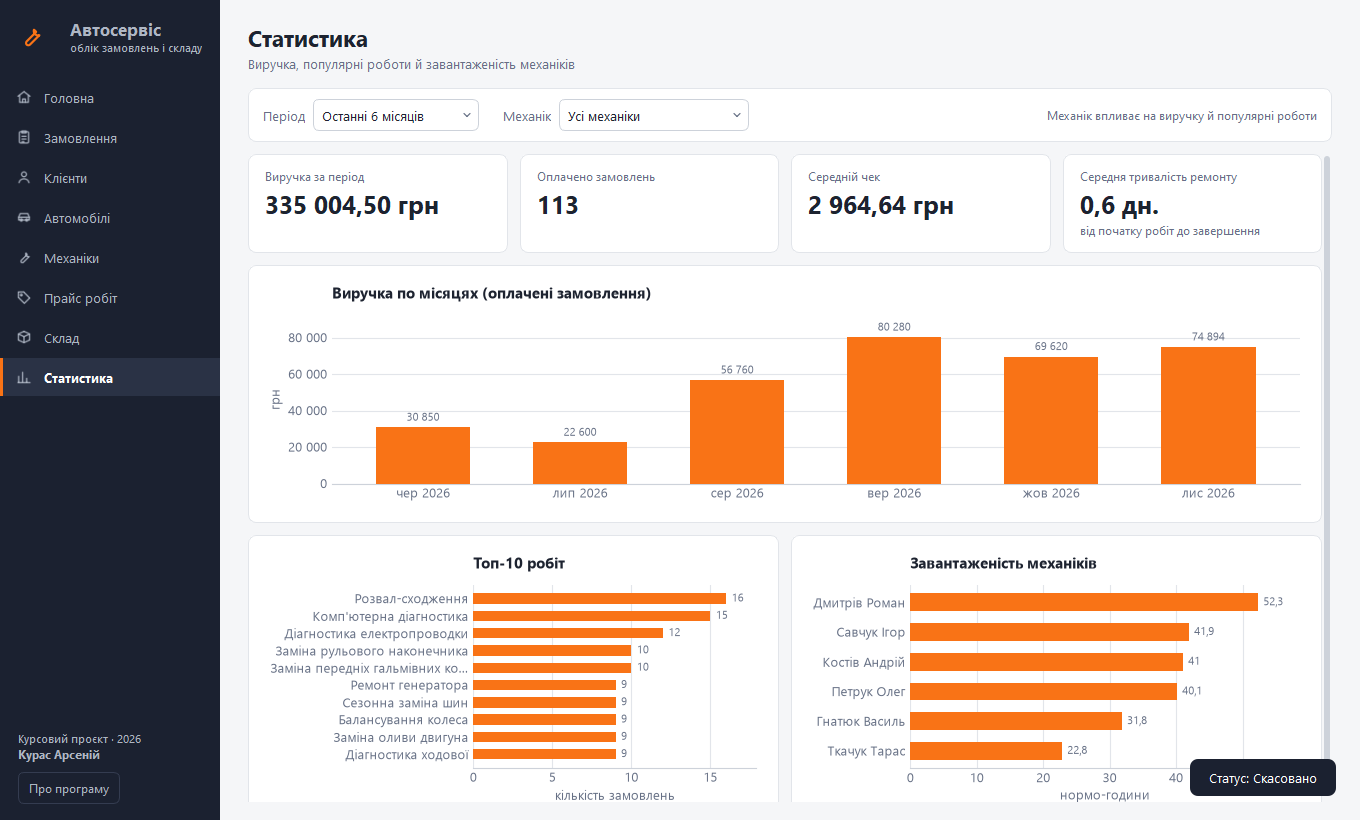 Автосервіс
облік замовлень і складу
Головна
Замовлення
Клієнти
Автомобілі
Механіки
Прайс робіт
Склад
Статистика
Курсовий проєкт · 2026
Курас Арсеній
Про програму
Статистика
Виручка, популярні роботи й завантаженість механіків
Період
Останні 6 місяців
Механік
Усі механіки
Механік впливає на виручку й популярні роботи
Виручка за період
335 004,50 грн
Оплачено замовлень
113
Середній чек
2 964,64 грн
Середня тривалість ремонту
0,6 дн.
від початку робіт до завершення
Виручка по місяцях (оплачені замовлення)
грн
80 000
60 000
40 000
20 000
0
30 850
22 600
56 760
80 280
69 620
74 894
чер 2026
лип 2026
сер 2026
вер 2026
жов 2026
лис 2026
Топ-10 робіт
Розвал-сходження 16
Комп'ютерна діагностика 15
Діагностика електропроводки 12
Заміна рульового наконечника 10
Заміна передніх гальмівних ко... 10
Ремонт генератора 9
Сезонна заміна шин 9
Балансування колеса 9
Заміна оливи двигуна 9
Діагностика ходової 9
0 5 10 15
кількість замовлень
Завантаженість механіків
Дмитрів Роман 52,3
Савчук Ігор 41,9
Костів Андрій 41
Петрук Олег 40,1
Гнатюк Василь 31,8
Ткачук Тарас 22,8
0 10 20 30 40
нормо-години
Статус: Скасовано